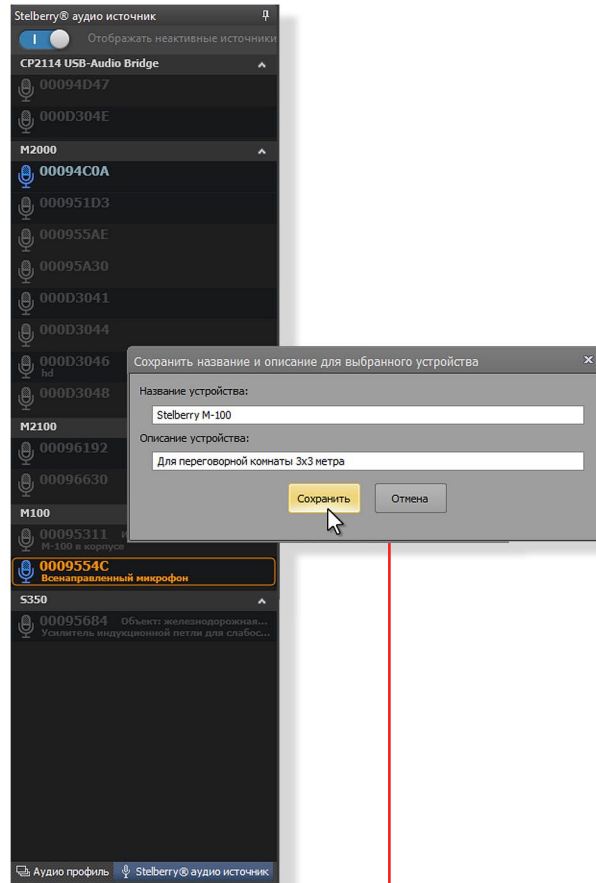 Stelberry® аудио источник
Отображать неактивные источники
CP2114 USB-Audio Bridge
00094D47
000D304E
M2000
00094C0A
000951D3
000955AE
00095A30
000D3041
000D3044
000D3046
hd
000D3048
Сохранить название и описание для выбранного устройства
Название устройства:
Stelberry M-100
Описание устройства:
Для переговорной комнаты 3х3 метра
Сохранить
Отмена
M2100
00096192
00096630
M100
00095311
М-100 в корпусе
0009554C
Всенаправленный микрофон
S350
00095684 Объект: железнодорожная...
Усилитель индукционной петли для слабос...
Аудио профиль
Stelberry® аудио источник